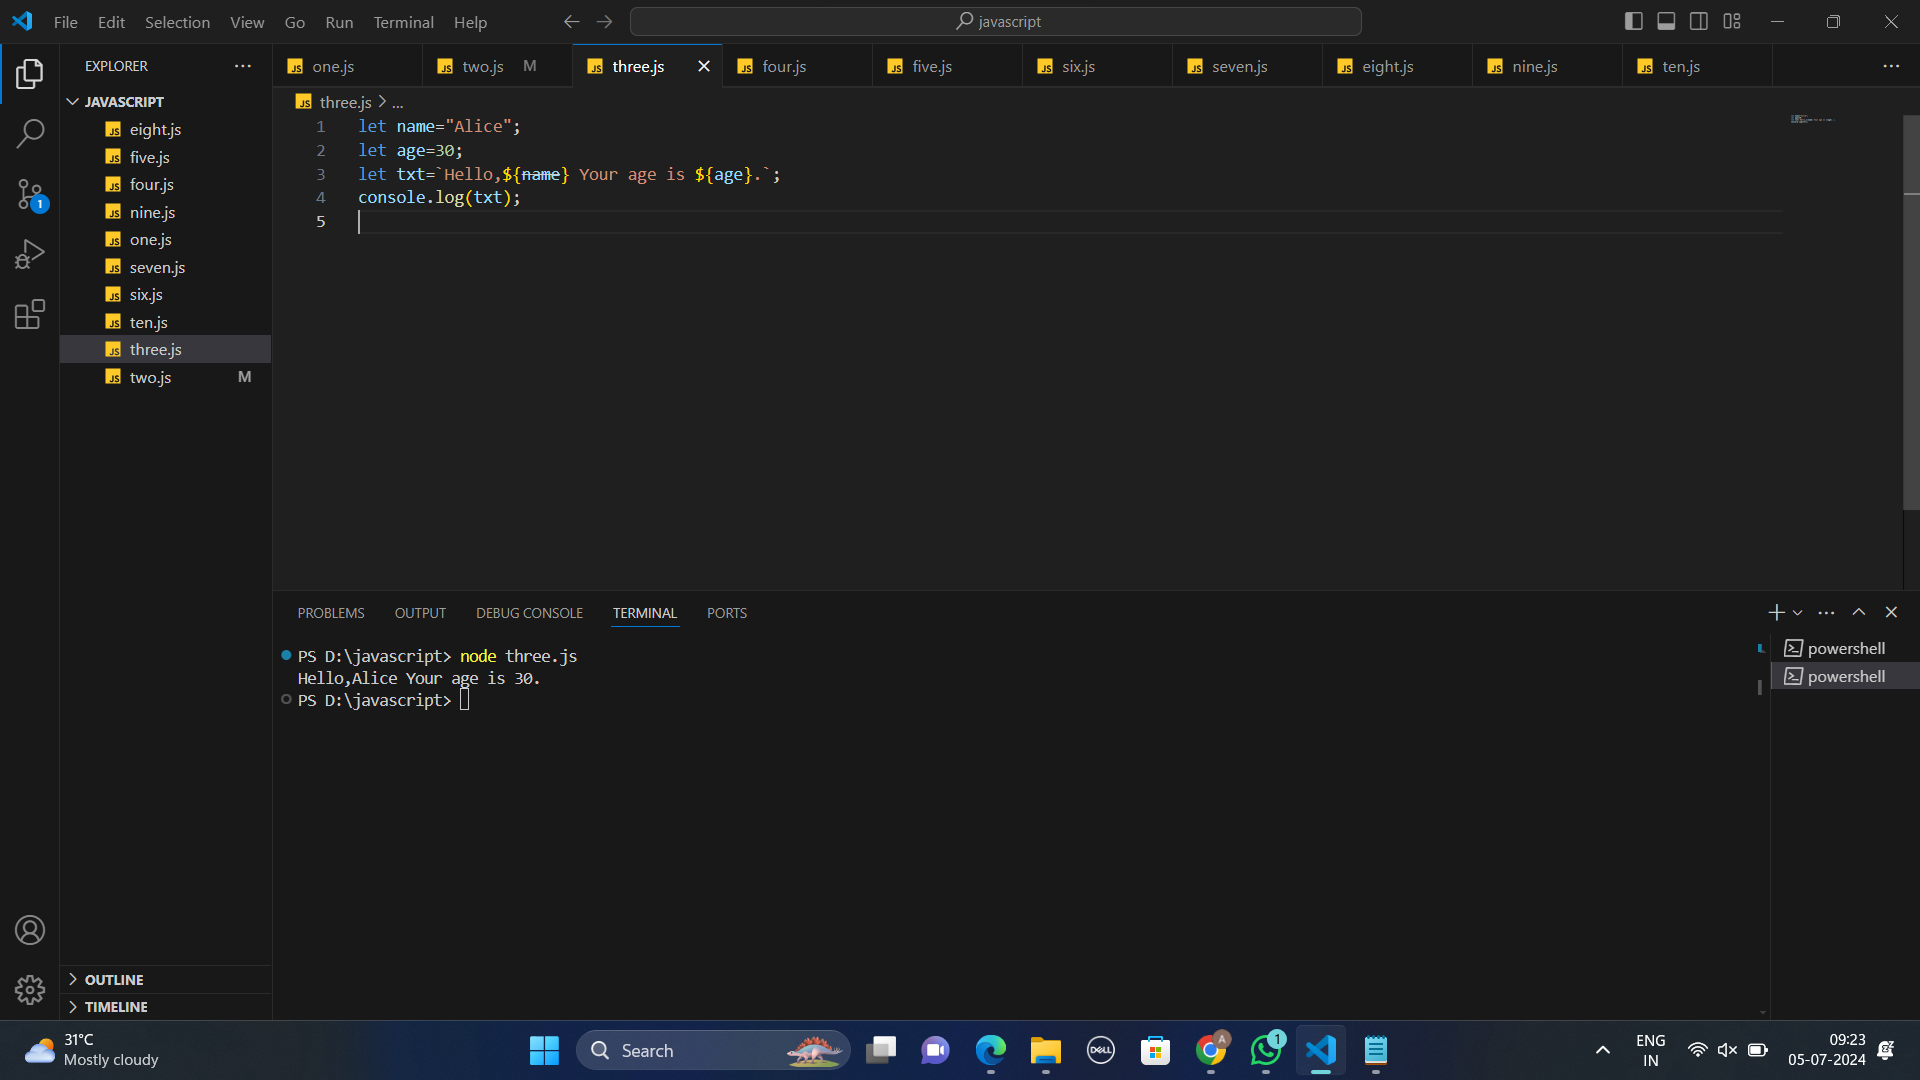 File Edit Selection View Go Run Terminal Help
javascript
EXPLORER
one.js
two.js M
three.js
four.js
five.js
six.js
seven.js
eight.js
nine.js
ten.js
JAVASCRIPT
eight.js
five.js
four.js
nine.js
one.js
seven.js
six.js
ten.js
three.js
two.js M
1
OUTLINE
TIMELINE
three.js > ...
1 let name="Alice";
2 let age=30;
3 let txt=`Hello,${name} Your age is ${age}.`;
4 console.log(txt);
5
PROBLEMS OUTPUT DEBUG CONSOLE TERMINAL PORTS
PS D:\javascript> node three.js
Hello,Alice Your age is 30.
PS D:\javascript>
powershell
powershell
31°C
Mostly cloudy
Search
DELL
A
1
ENG
IN
09:23
05-07-2024